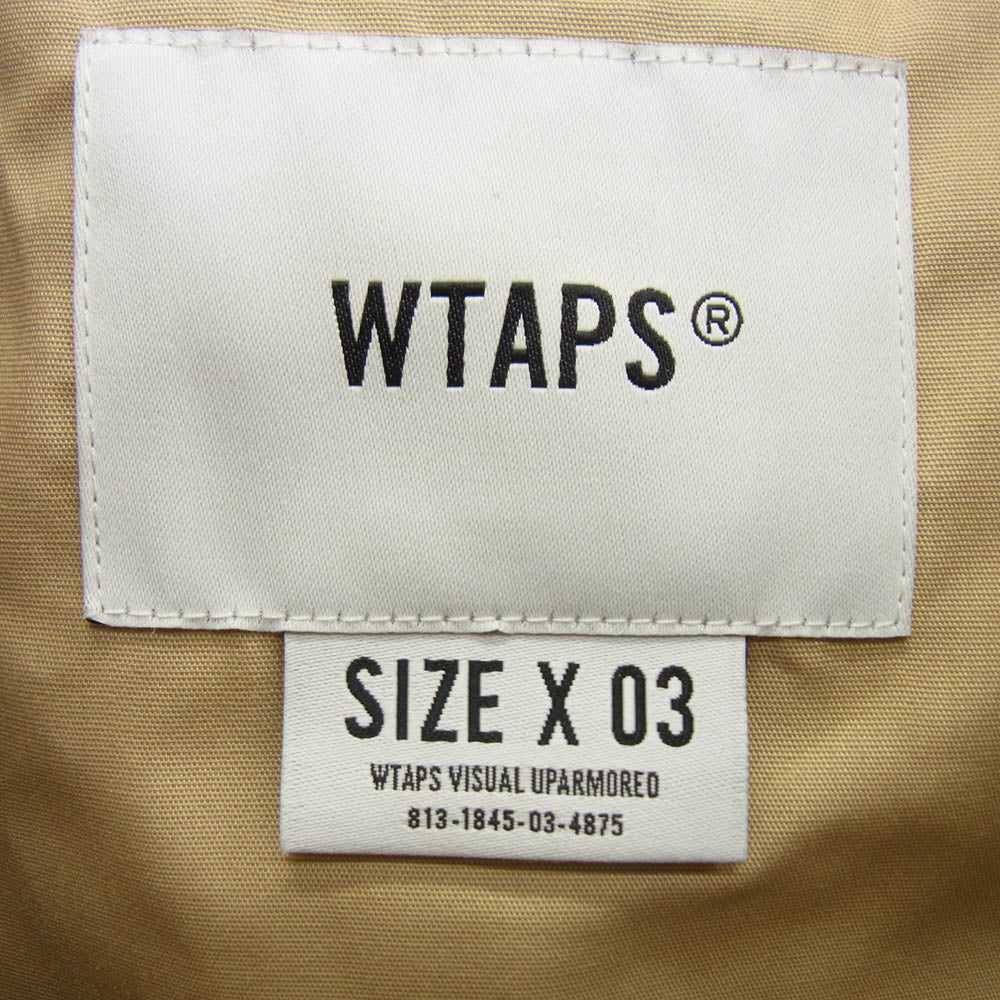 WTAPS®
SIZE X 03
WTAPS VISUAL UPARMORED
813-1845-03-4875